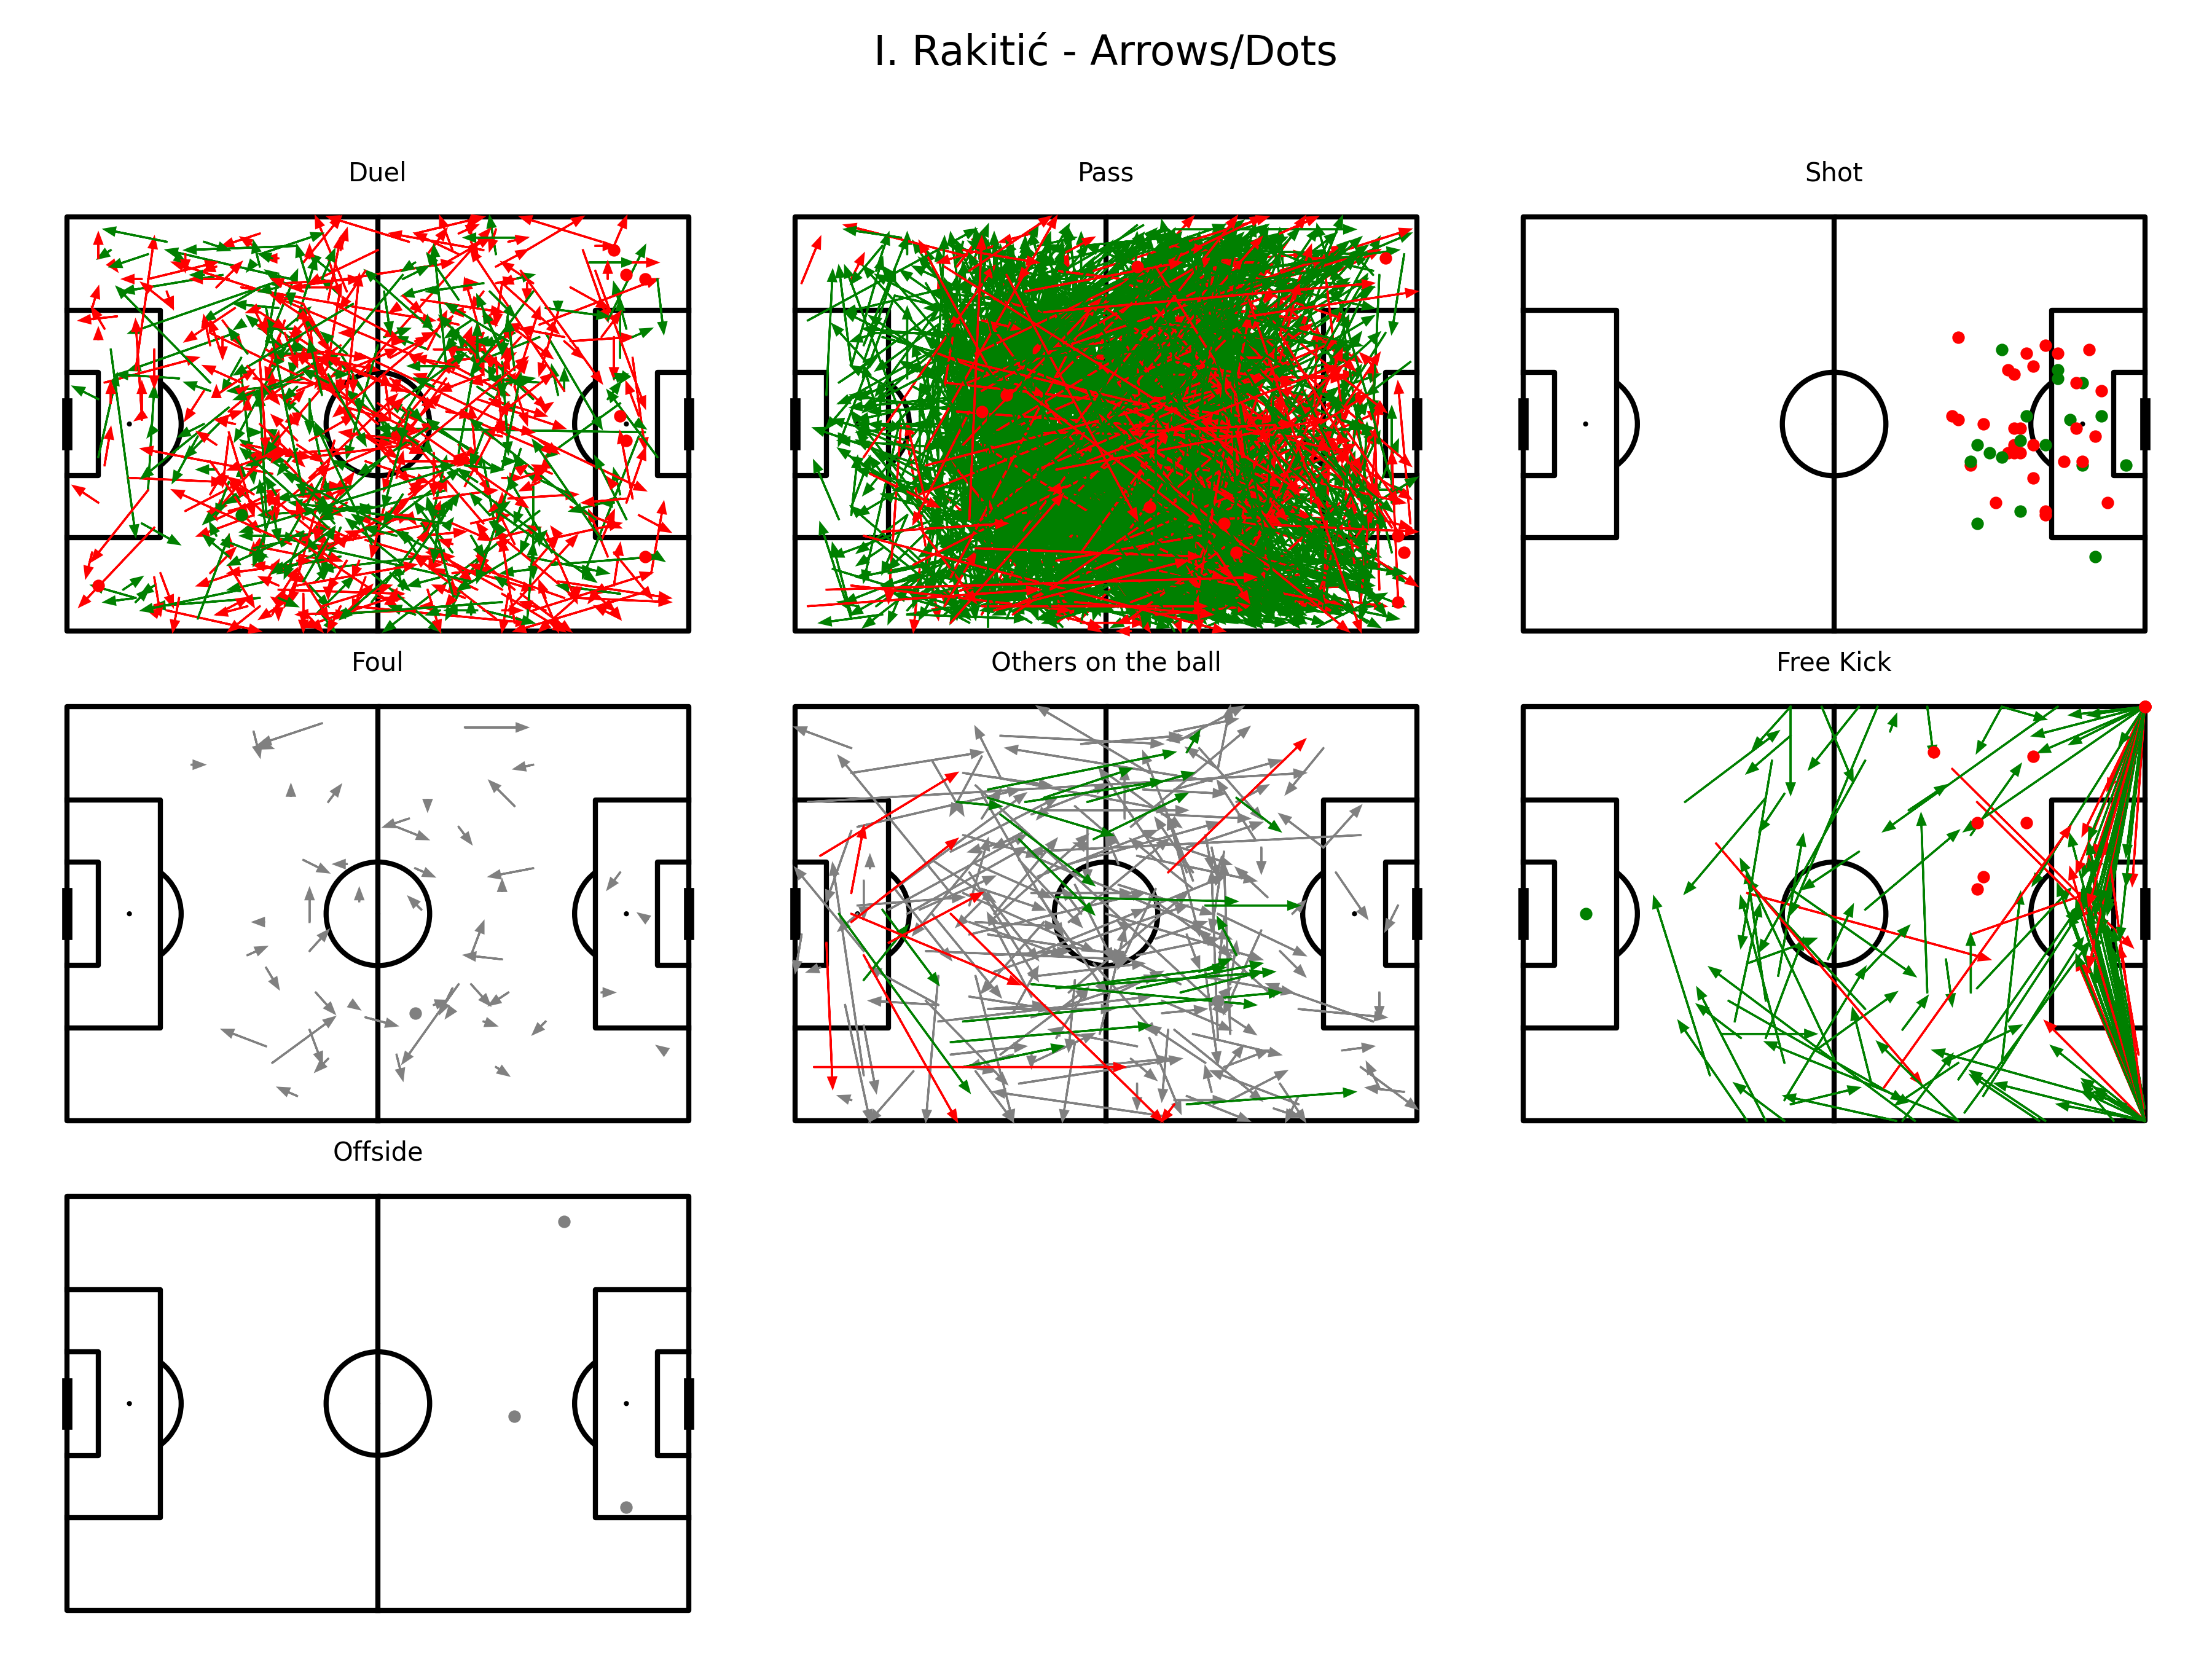 I. Rakitić - Arrows/Dots
Duel
Pass
Shot
Foul
Others on the ball
Free Kick
Offside